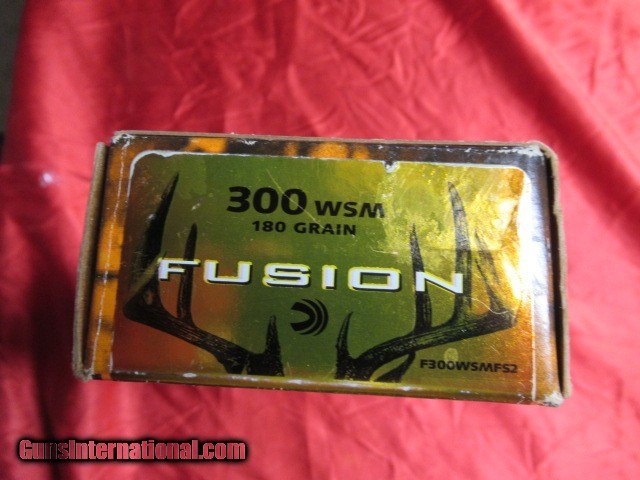 300 WSM
180 GRAIN
FUSION
F300WSMFS2
GunsInternational.com